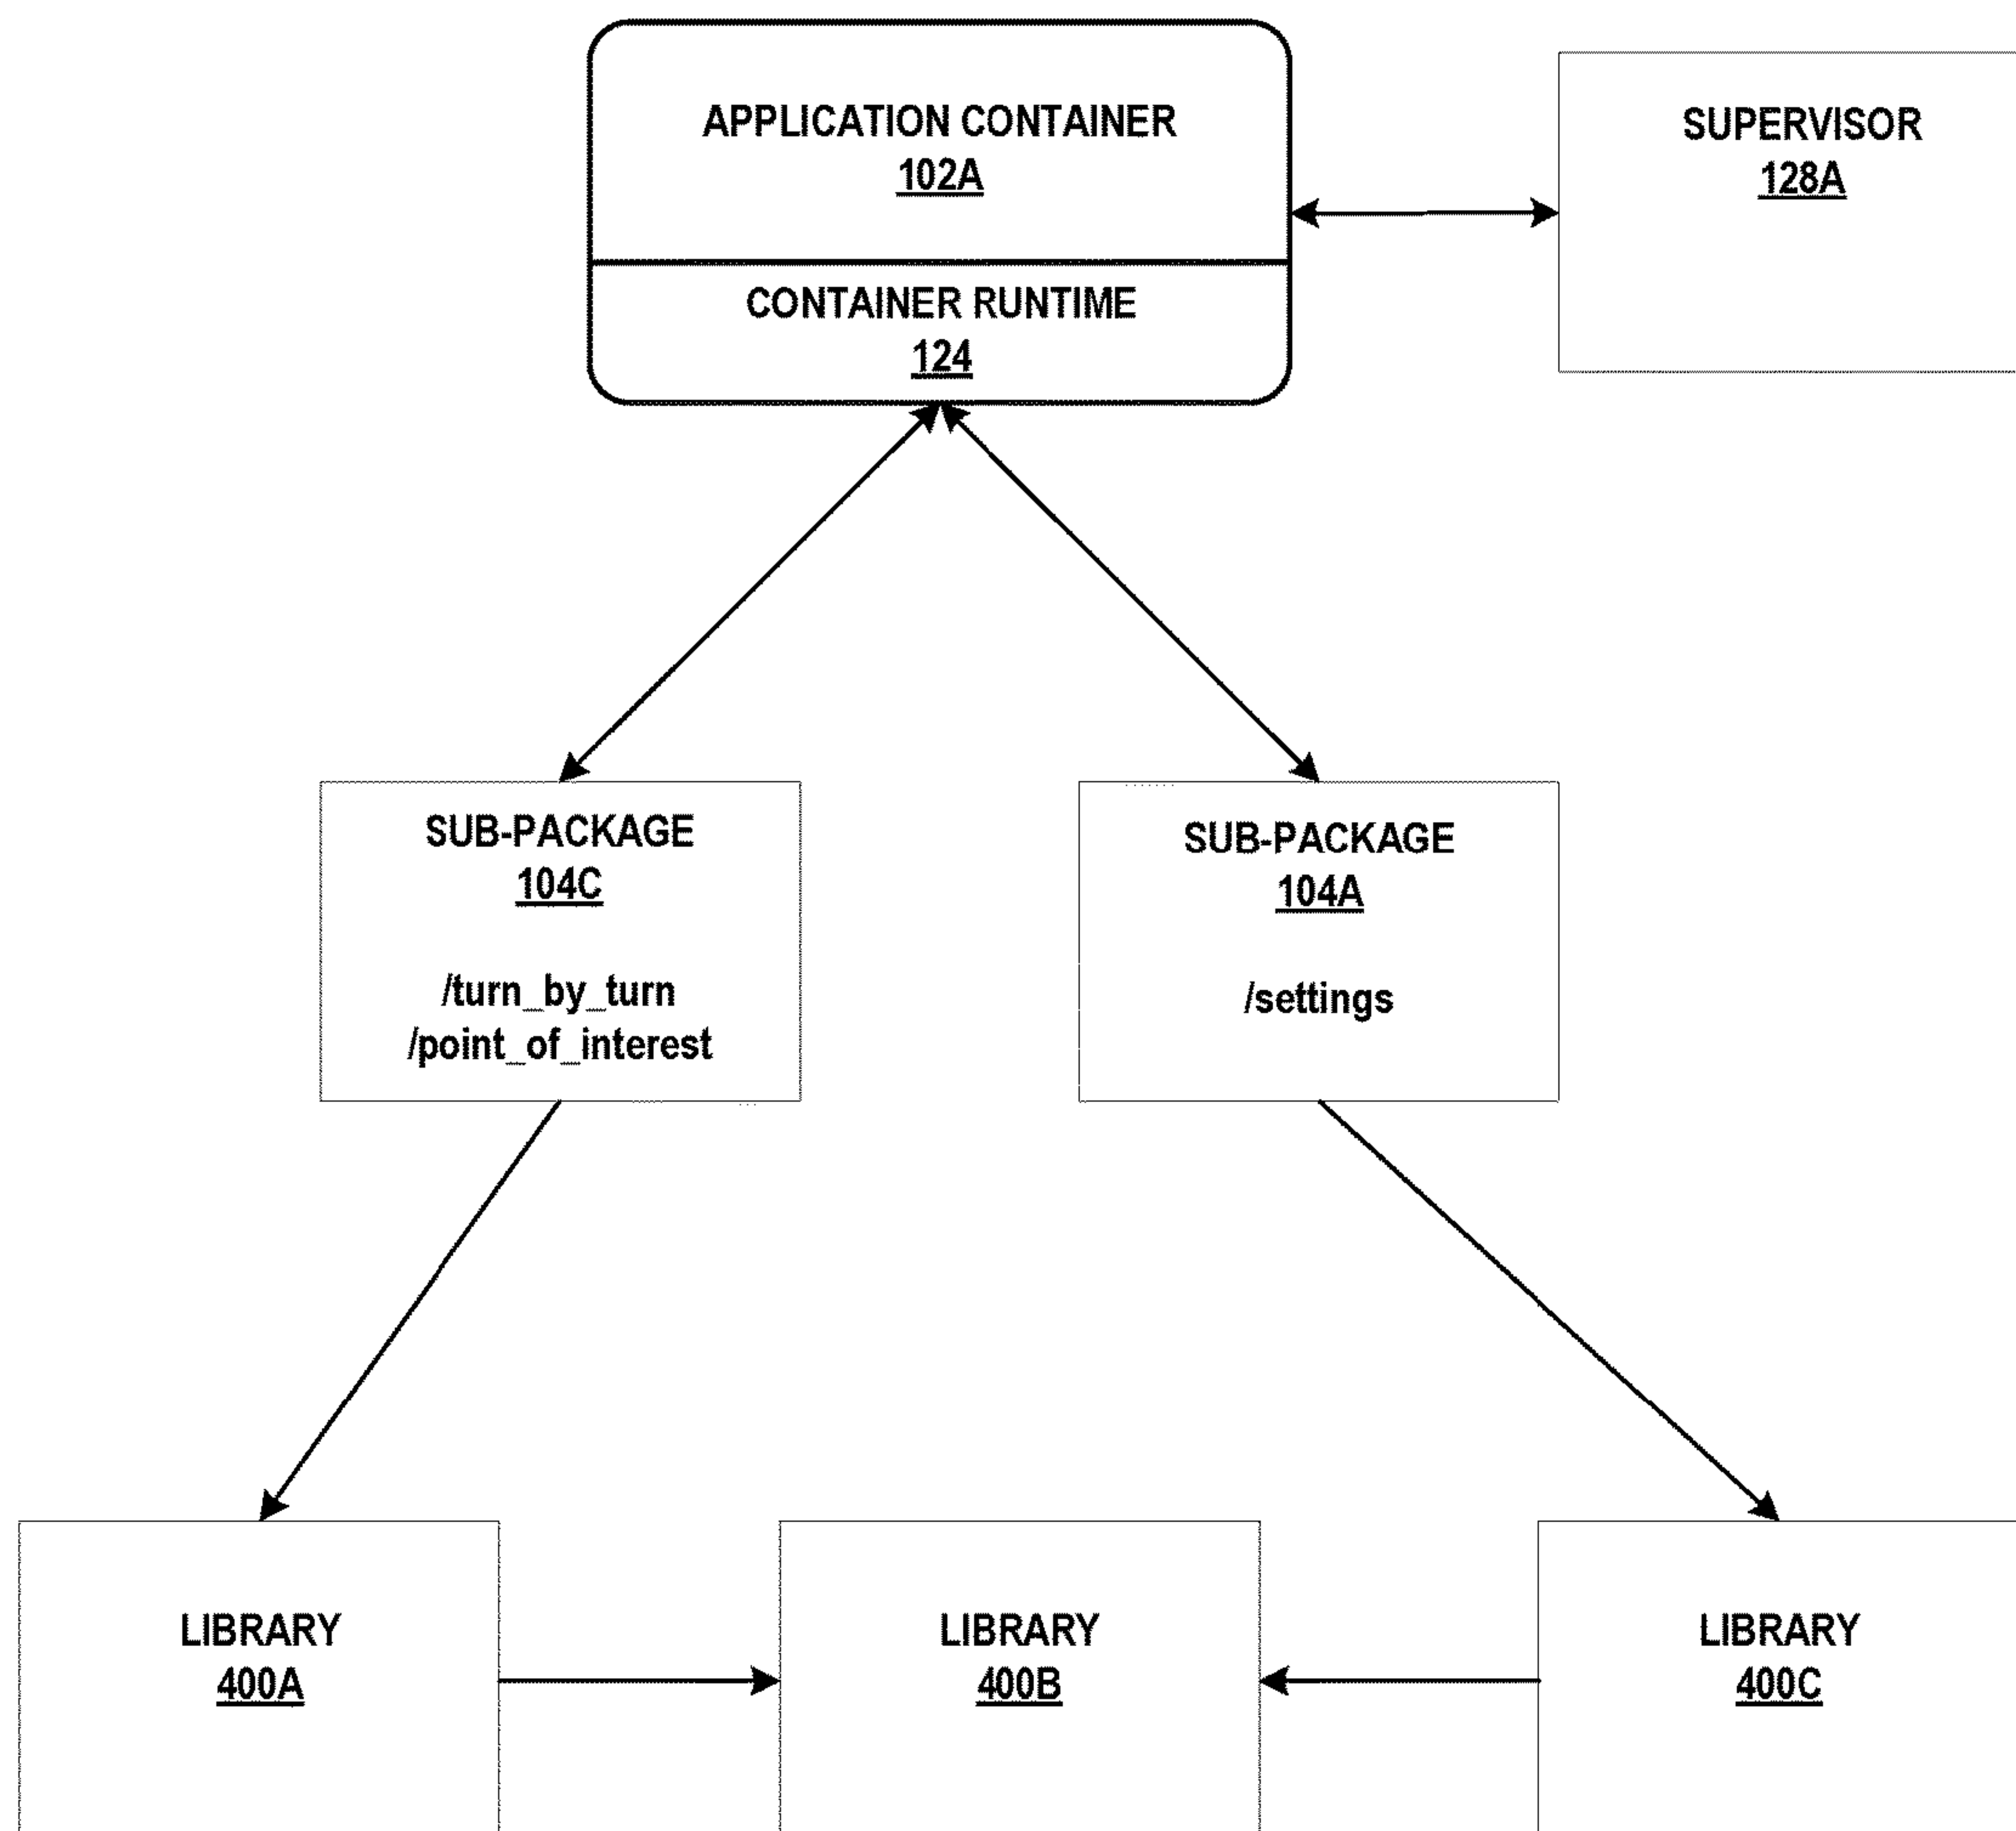 APPLICATION CONTAINER
102A
SUPERVISOR
128A
CONTAINER RUNTIME
124
SUB-PACKAGE
104C
/turn_by_turn
/point_of_interest
SUB-PACKAGE
104A
/settings
LIBRARY
400A
LIBRARY
400B
LIBRARY
400C